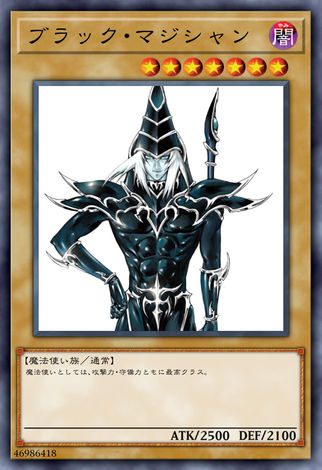 ブラック・マジシャン
闇
やみ
【魔法使い族／通常】
魔法使いとしては、攻撃力・守備力ともに最高クラス。
ATK/2500 DEF/2100
46986418